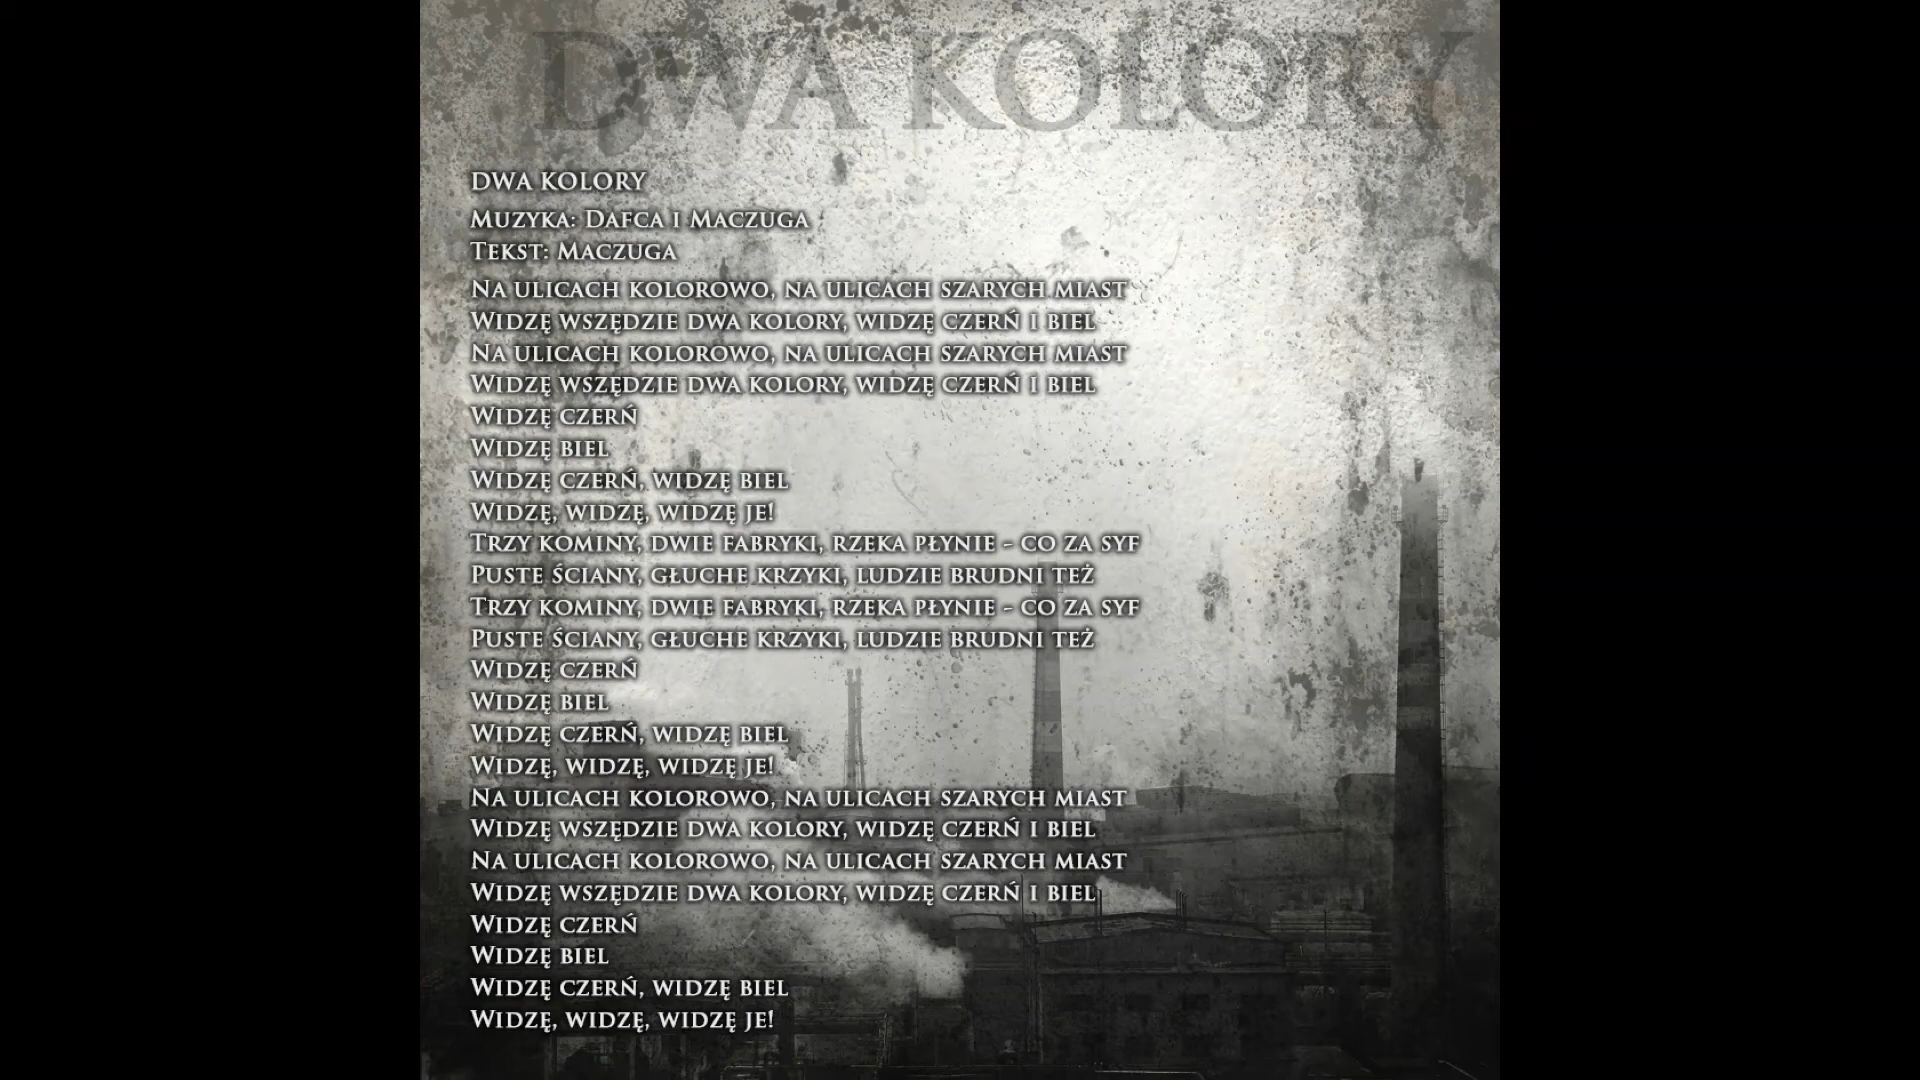 DWA KOLORY
DWA KOLORY
Muzyka: Dafca i Maczuga
Tekst: Maczuga
Na ulicach kolorowo, na ulicach szarych miast
Widzę wszędzie dwa kolory, widzę czerń i biel
Na ulicach kolorowo, na ulicach szarych miast
Widzę wszędzie dwa kolory, widzę czerń i biel
Widzę czerń
Widzę biel
Widzę czerń, widzę biel
Widzę, widzę, widzę je!
Trzy kominy, dwie fabryki, rzeka płynie - co za syf
Puste ściany, głuche krzyki, ludzie brudni też
Trzy kominy, dwie fabryki, rzeka płynie - co za syf
Puste ściany, głuche krzyki, ludzie brudni też
Widzę czerń
Widzę biel
Widzę czerń, widzę biel
Widzę, widzę, widzę je!
Na ulicach kolorowo, na ulicach szarych miast
Widzę wszędzie dwa kolory, widzę czerń i biel
Na ulicach kolorowo, na ulicach szarych miast
Widzę wszędzie dwa kolory, widzę czerń i biel
Widzę czerń
Widzę biel
Widzę czerń, widzę biel
Widzę, widzę, widzę je!